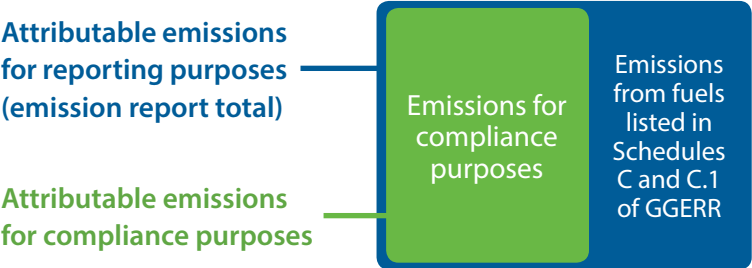 Attributable emissions
for reporting purposes
(emission report total)
Attributable emissions
for compliance purposes
Emissions for
compliance
purposes
Emissions
from fuels
listed in
Schedules
C and C.1
of GGERR